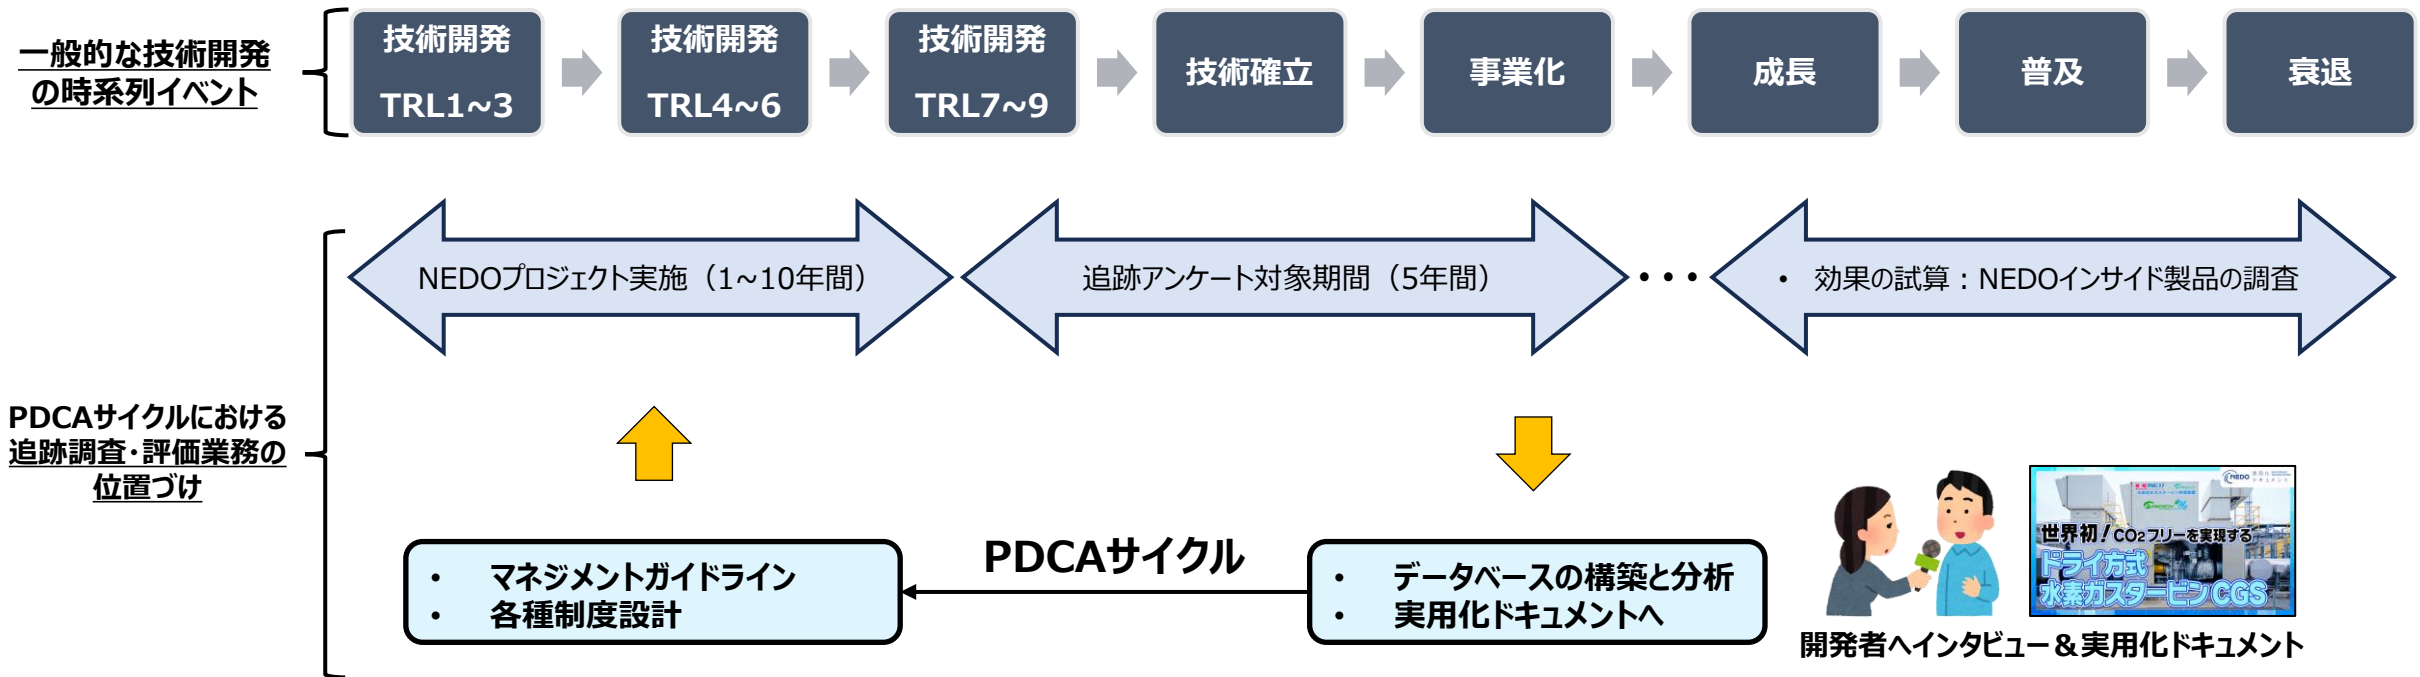 一般的な技術開発
の時系列イベント
技術開発
TRL1~3
技術開発
TRL4~6
技術開発
TRL7~9
技術確立
事業化
成長
普及
衰退
PDCAサイクルにおける
追跡調査・評価業務の
位置づけ
NEDOプロジェクト実施（1~10年間）
追跡アンケート対象期間（5年間）
・・・
• 効果の試算：NEDOインサイド製品の調査
• マネジメントガイドライン
• 各種制度設計
PDCAサイクル
• データベースの構築と分析
• 実用化ドキュメントへ
NEDO 実用化
ドキュメント
世界初！CO2フリーを実現する
ドライ方式
水素ガスタービンCGS
開発者へインタビュー＆実用化ドキュメント